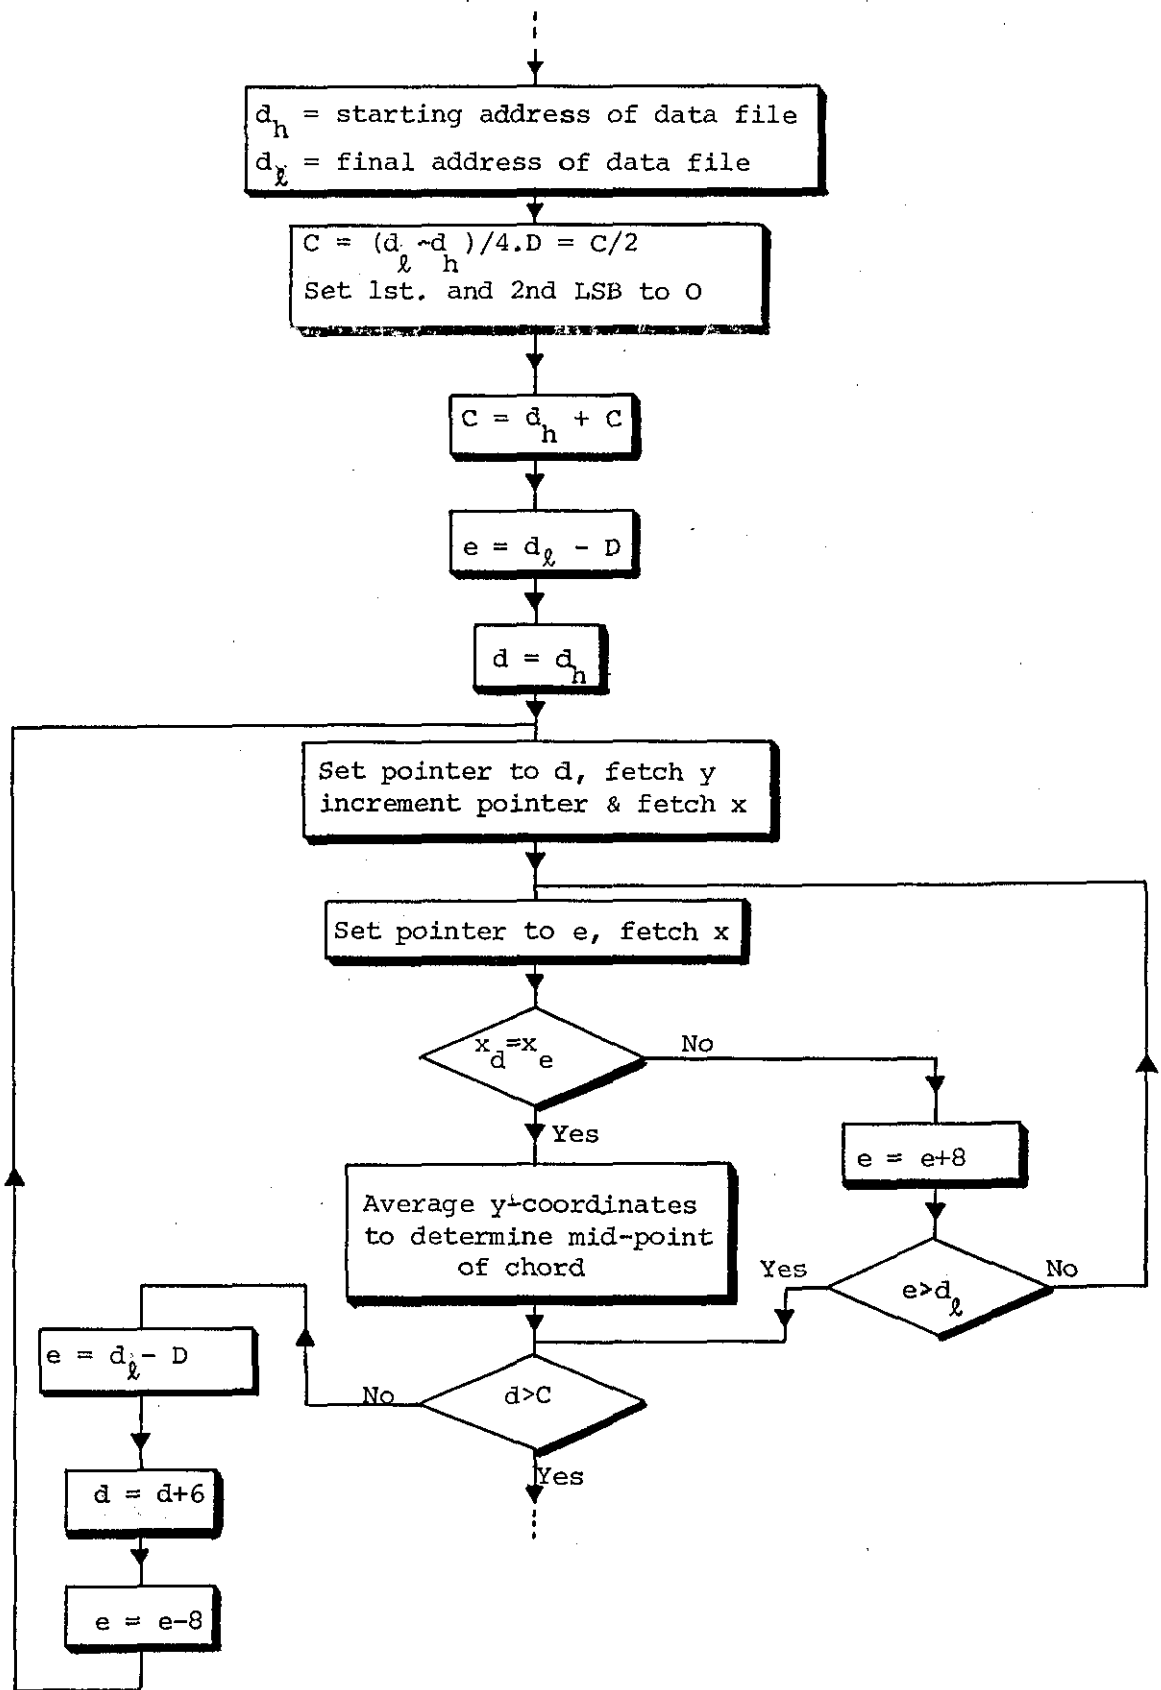 d_h = starting address of data file
d_ℓ = final address of data file
C = (d_ℓ ~d_h)/4.D = C/2
Set 1st. and 2nd LSB to O
C = d_h + C
e = d_ℓ - D
d = d_h
Set pointer to d, fetch y
increment pointer & fetch x
Set pointer to e, fetch x
x_d=x_e
No
Yes
e = e+8
Average y-coordinates
to determine mid-point
of chord
Yes
e>d_ℓ
No
e = d_ℓ- D
No
d>C
Yes
d = d+6
e = e-8